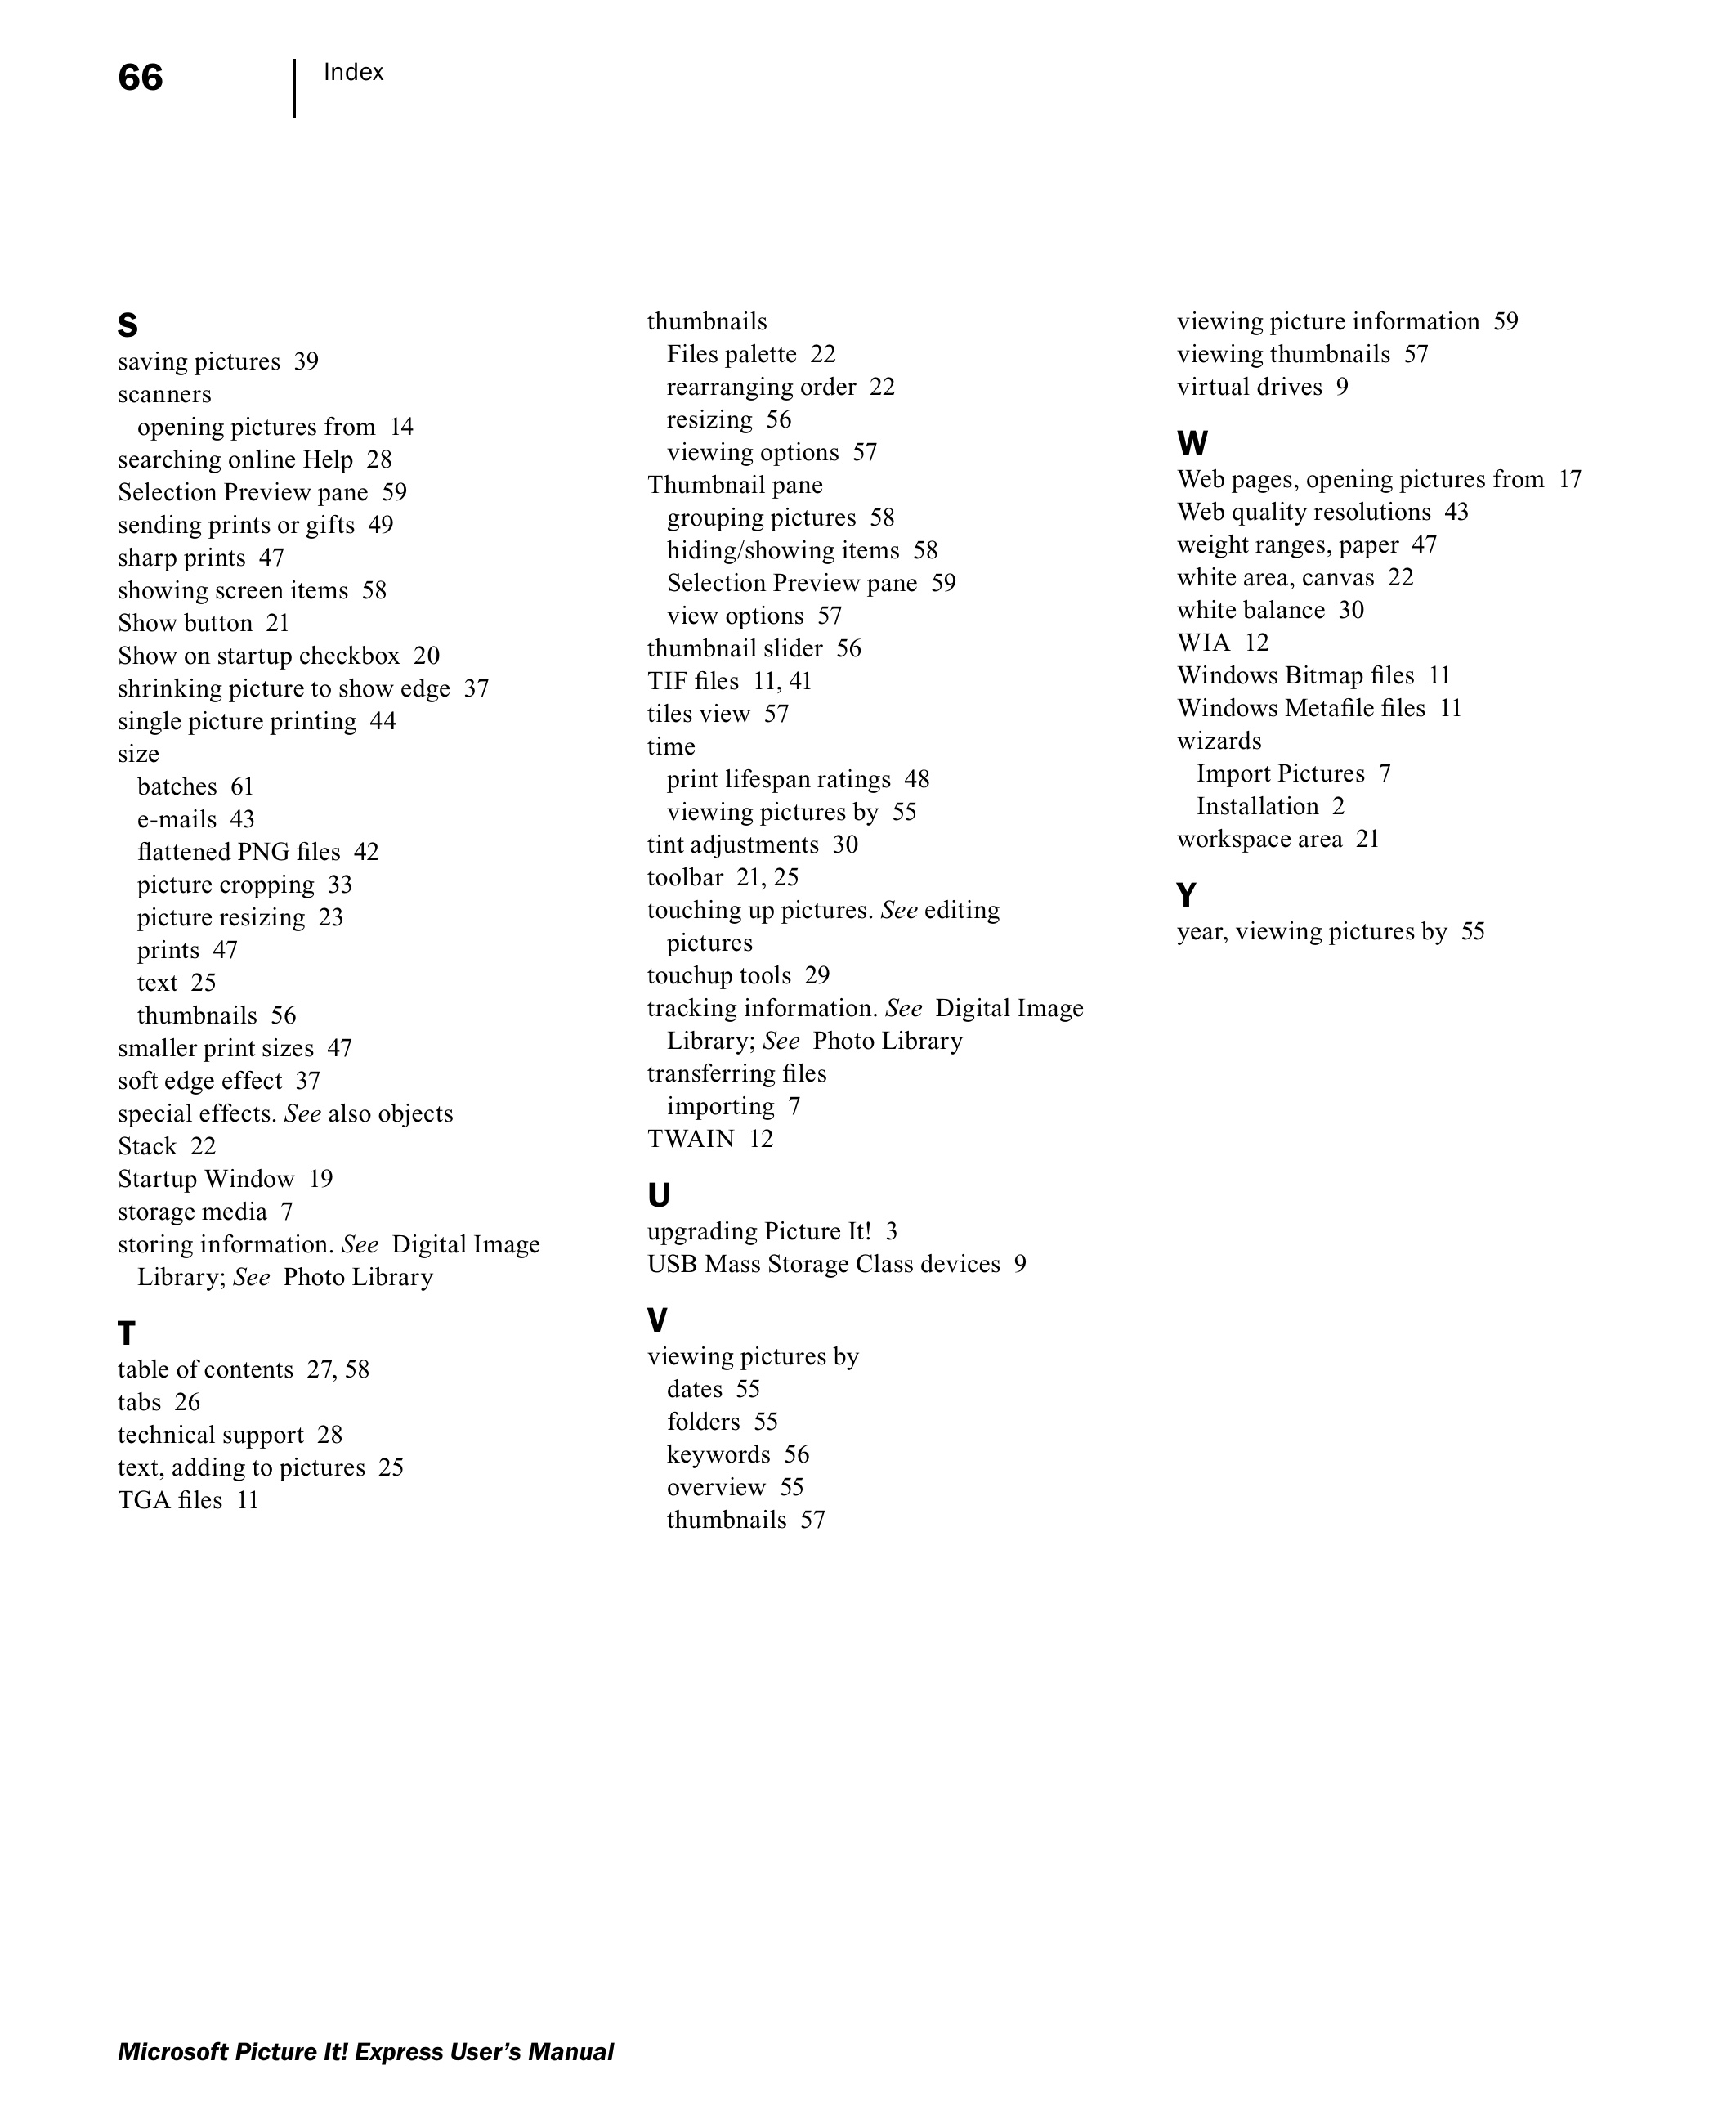 66
Index
S
saving pictures 39
scanners
opening pictures from 14
searching online Help 28
Selection Preview pane 59
sending prints or gifts 49
sharp prints 47
showing screen items 58
Show button 21
Show on startup checkbox 20
shrinking picture to show edge 37
single picture printing 44
size
batches 61
e-mails 43
flattened PNG files 42
picture cropping 33
picture resizing 23
prints 47
text 25
thumbnails 56
smaller print sizes 47
soft edge effect 37
special effects. See also objects
Stack 22
Startup Window 19
storage media 7
storing information. See Digital Image
Library; See Photo Library
T
table of contents 27, 58
tabs 26
technical support 28
text, adding to pictures 25
TGA files 11
thumbnails
Files palette 22
rearranging order 22
resizing 56
viewing options 57
Thumbnail pane
grouping pictures 58
hiding/showing items 58
Selection Preview pane 59
view options 57
thumbnail slider 56
TIF files 11, 41
tiles view 57
time
print lifespan ratings 48
viewing pictures by 55
tint adjustments 30
toolbar 21, 25
touching up pictures. See editing
pictures
touchup tools 29
tracking information. See Digital Image
Library; See Photo Library
transferring files
importing 7
TWAIN 12
U
upgrading Picture It! 3
USB Mass Storage Class devices 9
V
viewing pictures by
dates 55
folders 55
keywords 56
overview 55
thumbnails 57
viewing picture information 59
viewing thumbnails 57
virtual drives 9
W
Web pages, opening pictures from 17
Web quality resolutions 43
weight ranges, paper 47
white area, canvas 22
white balance 30
WIA 12
Windows Bitmap files 11
Windows Metafile files 11
wizards
Import Pictures 7
Installation 2
workspace area 21
Y
year, viewing pictures by 55
Microsoft Picture It! Express User’s Manual